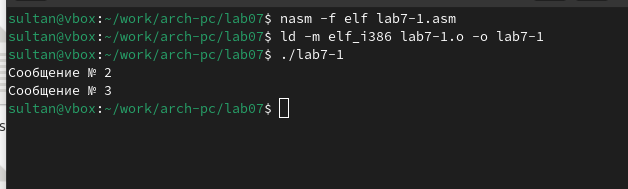 sultan@vbox:~/work/arch-pc/lab07$ nasm -f elf lab7-1.asm
sultan@vbox:~/work/arch-pc/lab07$ ld -m elf_i386 lab7-1.o -o lab7-1
sultan@vbox:~/work/arch-pc/lab07$ ./lab7-1
Сообщение № 2
Сообщение № 3
sultan@vbox:~/work/arch-pc/lab07$